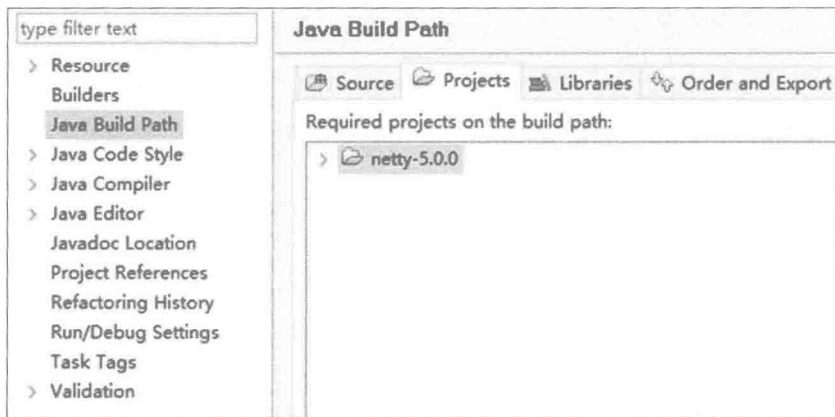 type filter text
Resource
Builders
Java Build Path
Java Code Style
Java Compiler
Java Editor
Javadoc Location
Project References
Refactoring History
Run/Debug Settings
Task Tags
Validation
Java Build Path
Source Projects Libraries Order and Export
Required projects on the build path:
netty-5.0.0